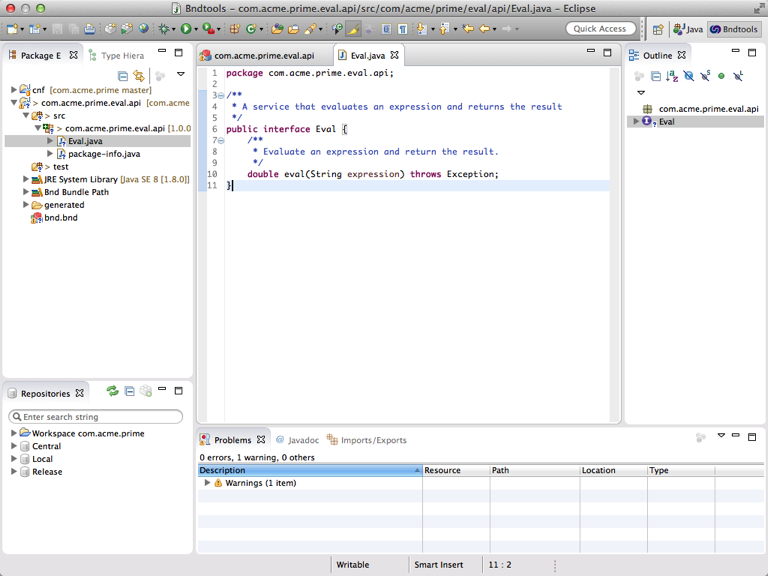 Bndtools - com.acme.prime.eval.api/src/com/acme/prime/eval/api/Eval.java - Eclipse
Quick Access
Java
Bndtools
Package E
Type Hiera
cnf [com.acme.prime master]
> com.acme.prime.eval.api [com.acme
> src
> com.acme.prime.eval.api [1.0.0
Eval.java
package-info.java
> test
JRE System Library [Java SE 8 [1.8.0]]
Bnd Bundle Path
generated
bnd.bnd
Repositories
Enter search string
Workspace com.acme.prime
Central
Local
Release
com.acme.prime.eval.api
Eval.java
1 package com.acme.prime.eval.api;
2
3 /**
4 * A service that evaluates an expression and returns the result
5 */
6 public interface Eval {
7 /**
8 * Evaluate an expression and return the result.
9 */
10 double eval(String expression) throws Exception;
11 }
Outline
com.acme.prime.eval.api
Eval
Problems
Javadoc
Imports/Exports
0 errors, 1 warning, 0 others
Description Resource Path Location Type
Warnings (1 item)
Writable Smart Insert 11 : 2